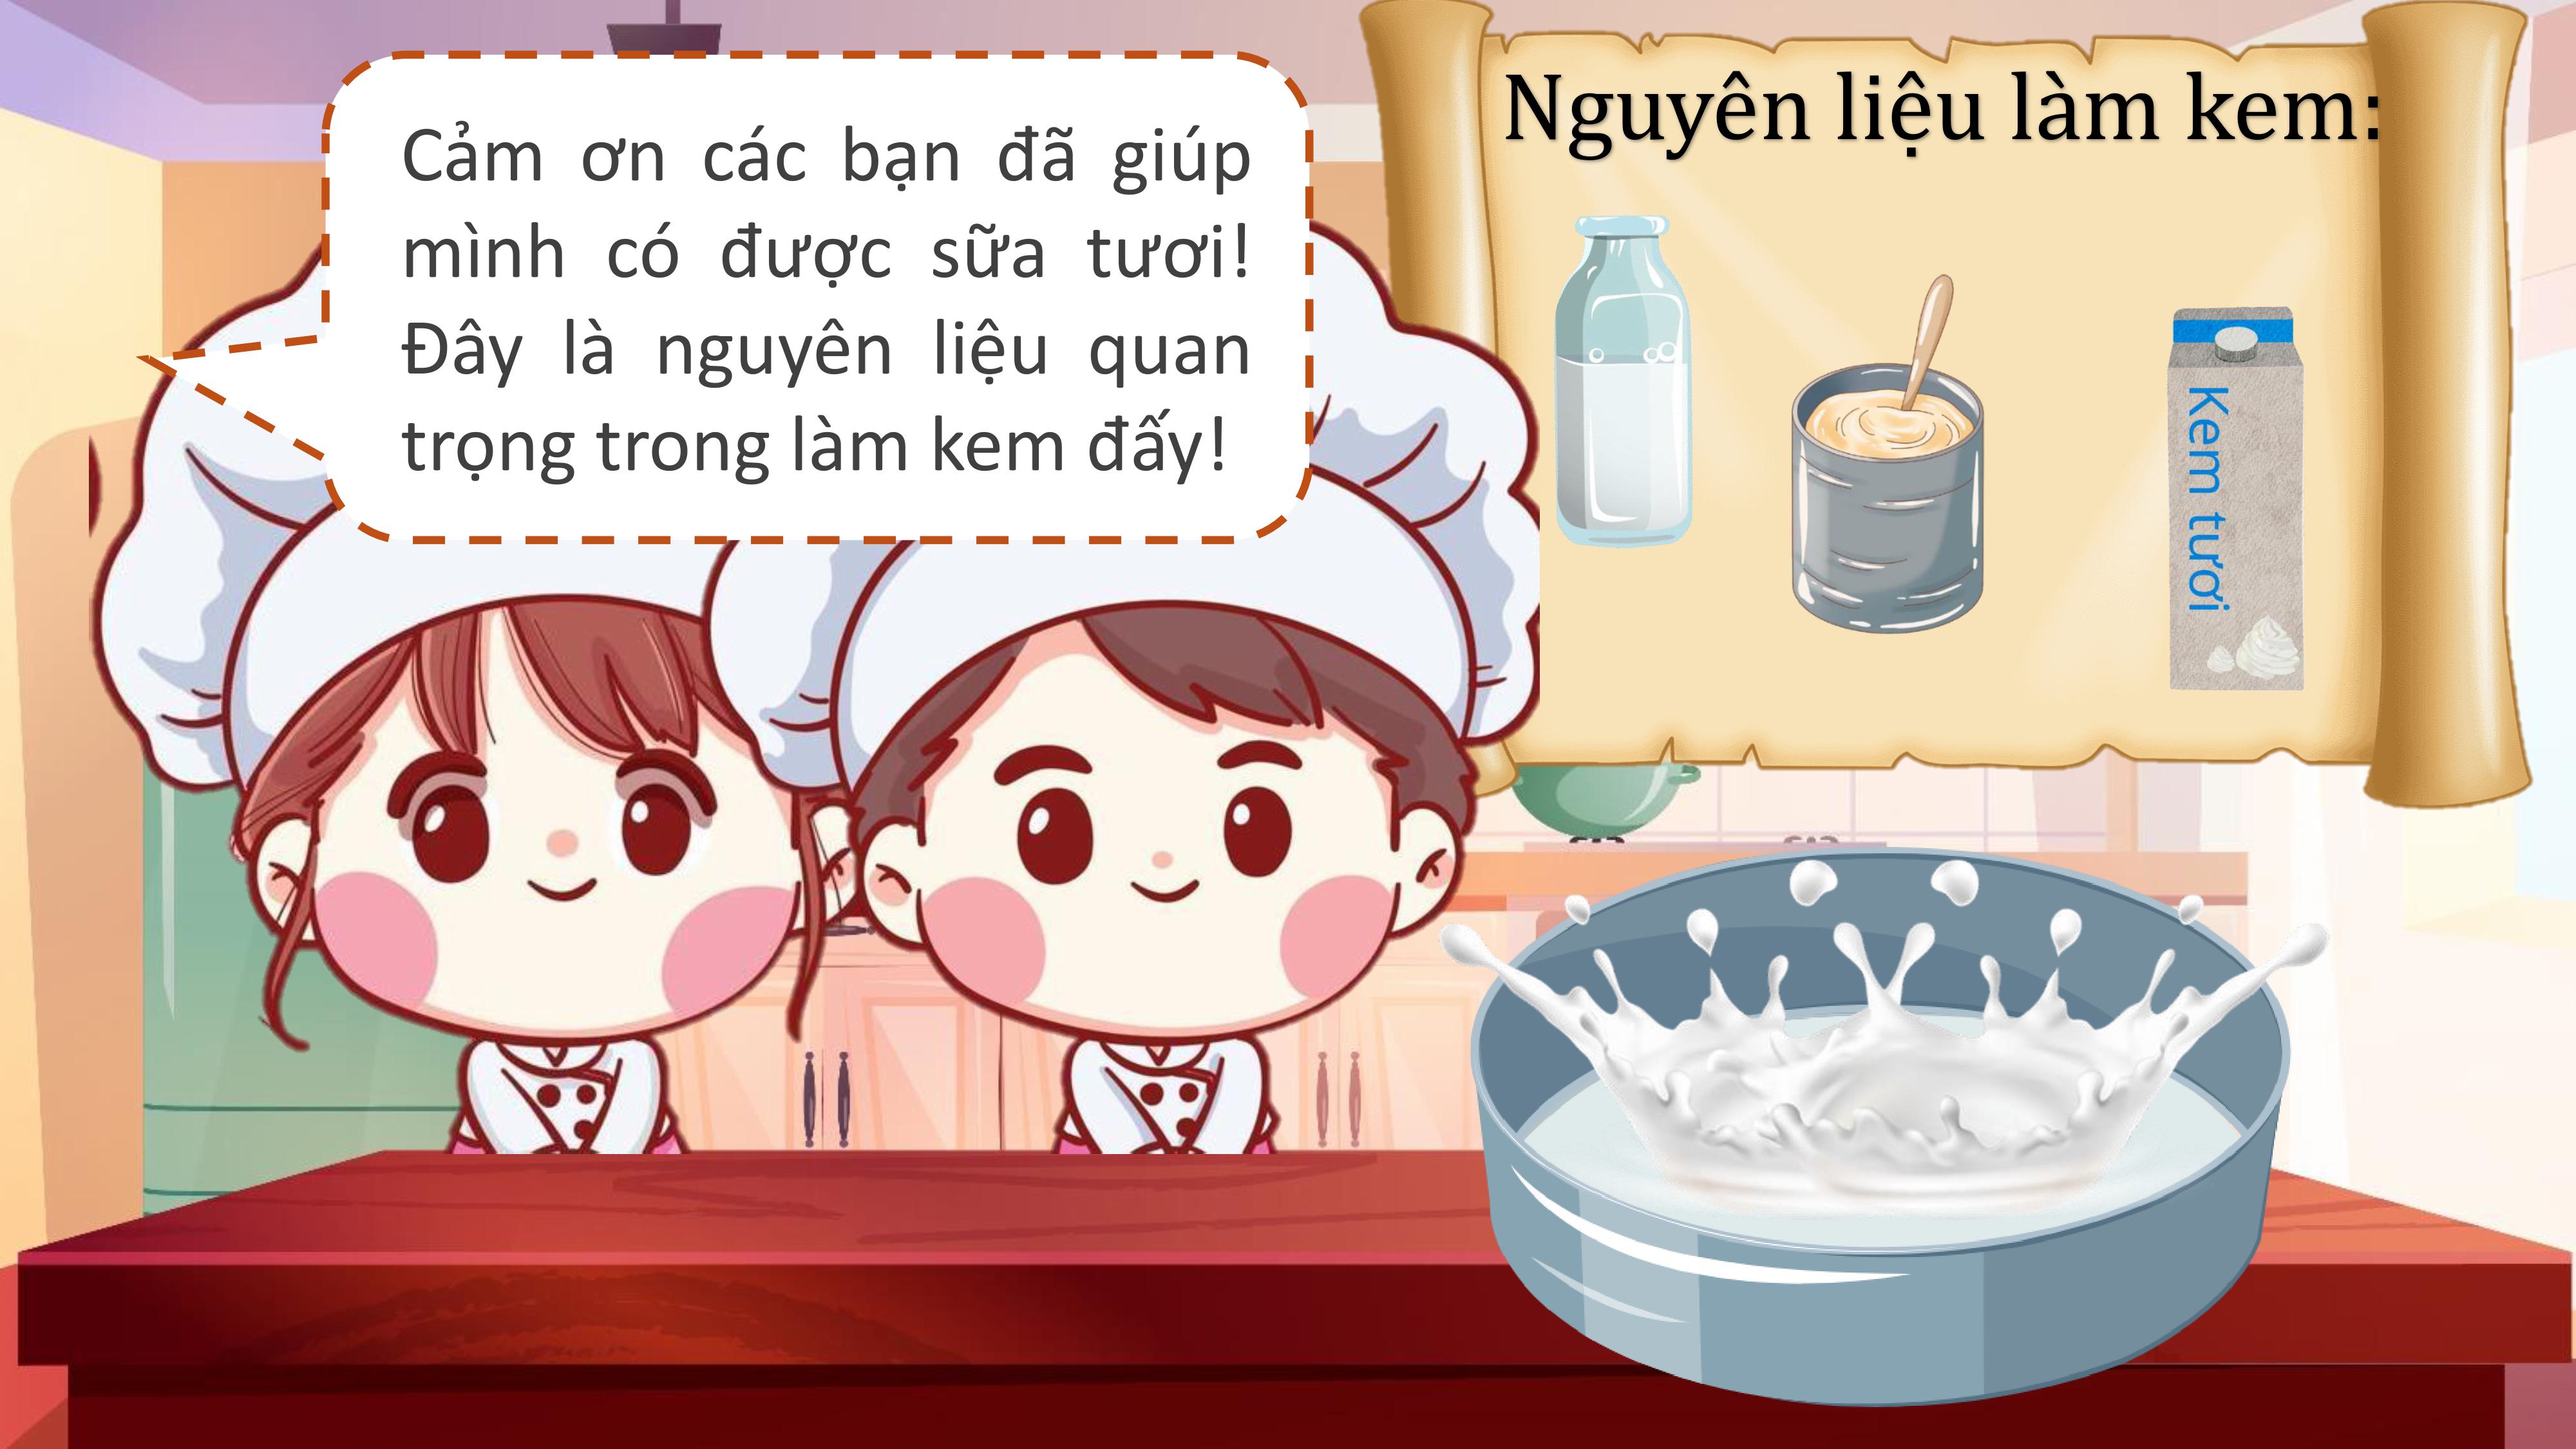 Cảm ơn các bạn đã giúp
mình có được sữa tươi!
Đây là nguyên liệu quan
trọng trong làm kem đấy!
Nguyên liệu làm kem:
Kem tươi